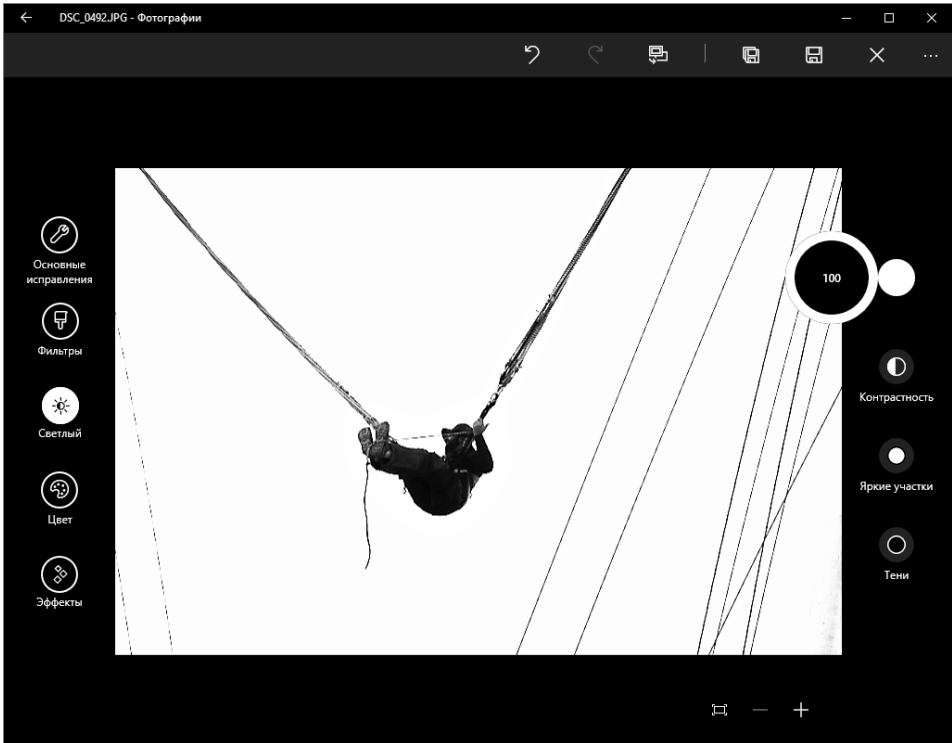 DSC_0492.JPG - Фотографии
Основные
исправления
Фильтры
Светлый
Цвет
Эффекты
100
Контрастность
Яркие участки
Тени